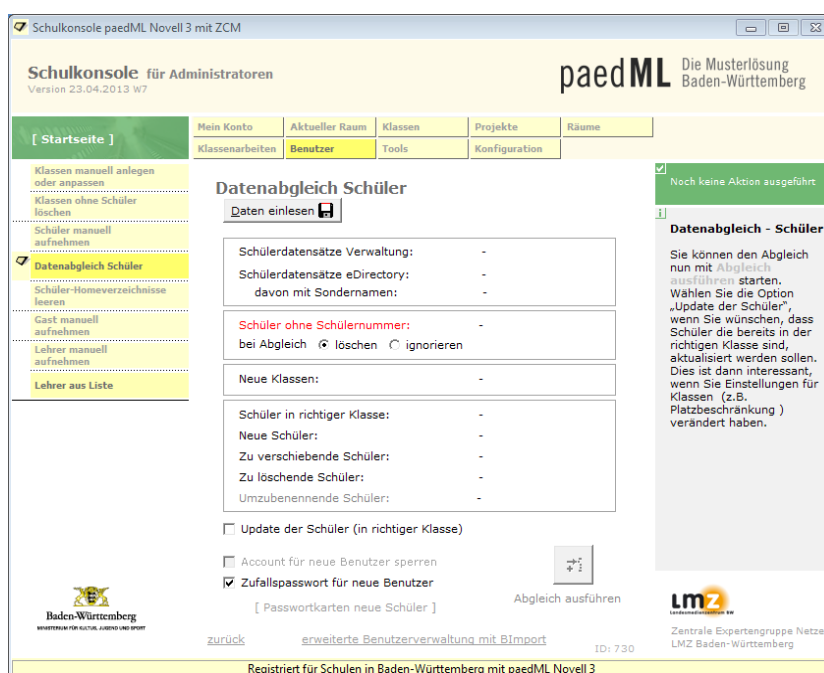 Schulkonsole paedML Novell 3 mit ZCM
Schulkonsole für Administratoren
Version 23.04.2013 W7
paedML Die Musterlösung
Baden-Württemberg
[ Startseite ]
Mein Konto Aktueller Raum Klassen Projekte Räume
Klassenarbeiten Benutzer Tools Konfiguration
Klassen manuell anlegen
oder anpassen
Klassen ohne Schüler
löschen
Schüler manuell
aufnehmen
Datenabgleich Schüler
Schüler-Homeverzeichnisse
leeren
Gast manuell
aufnehmen
Lehrer manuell
aufnehmen
Lehrer aus Liste
Datenabgleich Schüler
Daten einlesen
Schülerdatensätze Verwaltung: -
Schülerdatensätze eDirectory: -
davon mit Sondernamen: -
Schüler ohne Schülernummer: -
bei Abgleich löschen ignorieren
Neue Klassen: -
Schüler in richtiger Klasse: -
Neue Schüler: -
Zu verschiebende Schüler: -
Zu löschende Schüler: -
Umzubenennende Schüler: -
Update der Schüler (in richtiger Klasse)
Account für neue Benutzer sperren
Zufallspasswort für neue Benutzer
[ Passwortkarten neue Schüler ]
Abgleich ausführen
zurück erweiterte Benutzerverwaltung mit BImport
ID: 730
Noch keine Aktion ausgeführt
i
Datenabgleich - Schüler
Sie können den Abgleich
nun mit Abgleich
ausführen starten.
Wählen Sie die Option
„Update der Schüler",
wenn Sie wünschen, dass
Schüler die bereits in der
richtigen Klasse sind,
aktualisiert werden sollen.
Dies ist dann interessant,
wenn Sie Einstellungen für
Klassen (z.B.
Platzbeschränkung )
verändert haben.
Baden-Württemberg
MINISTERIUM FÜR KULTUS, JUGEND UND SPORT
LMZ
Landesmedienzentrum BW
Zentrale Expertengruppe Netze
LMZ Baden-Württemberg
Registriert für Schulen in Baden-Württemberg mit paedML Novell 3